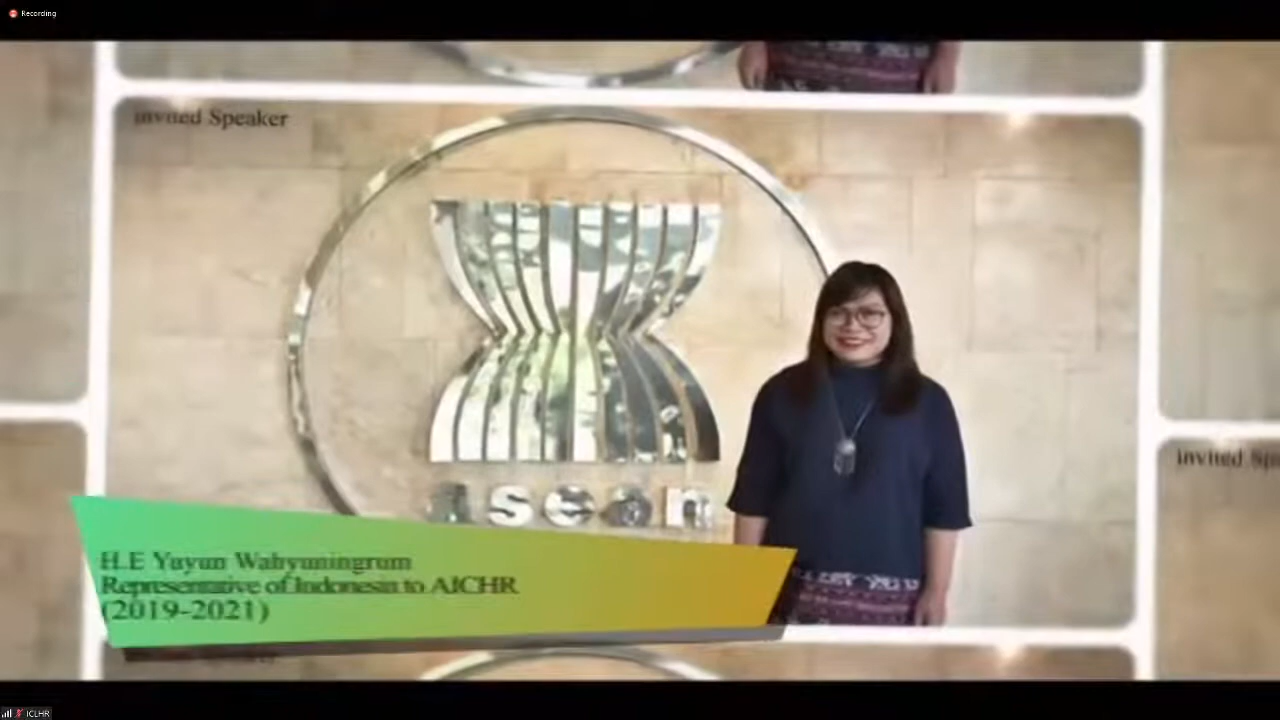 Recording
invited Speaker
asean
invited Sp
H.E Yuyun Wahyuningrum
Representative of Indonesia to AICHR
(2019-2021)
ICLHR